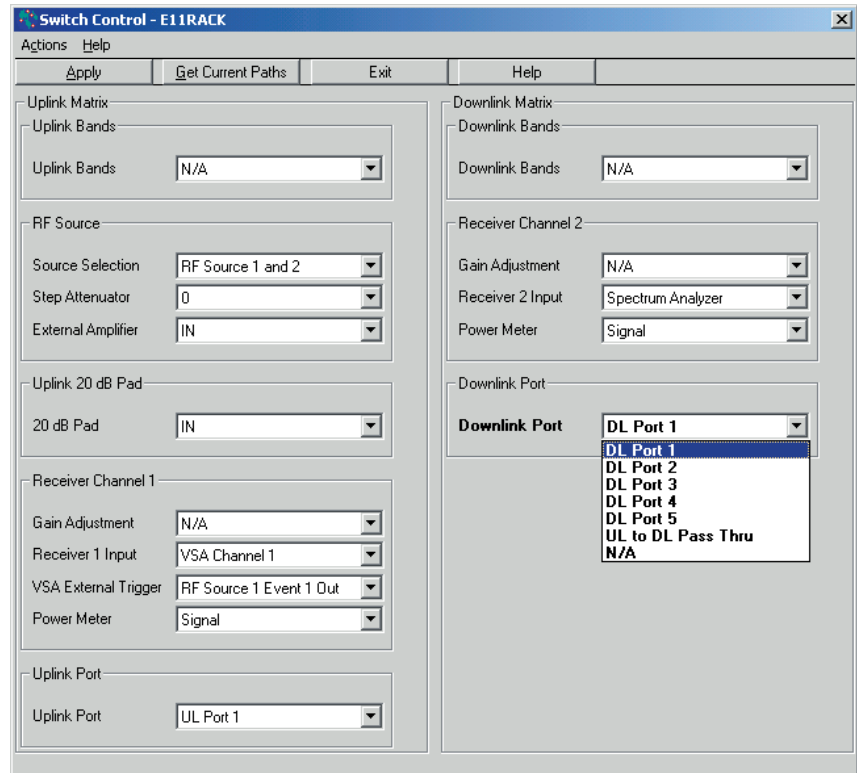 Switch Control - E11RACK
Actions Help
Apply Get Current Paths Exit Help
Uplink Matrix
Uplink Bands
Uplink Bands N/A
RF Source
Source Selection RF Source 1 and 2
Step Attenuator 0
External Amplifier IN
Uplink 20 dB Pad
20 dB Pad IN
Receiver Channel 1
Gain Adjustment N/A
Receiver 1 Input VSA Channel 1
VSA External Trigger RF Source 1 Event 1 Out
Power Meter Signal
Uplink Port
Uplink Port UL Port 1
Downlink Matrix
Downlink Bands
Downlink Bands N/A
Receiver Channel 2
Gain Adjustment N/A
Receiver 2 Input Spectrum Analyzer
Power Meter Signal
Downlink Port
Downlink Port DL Port 1
DL Port 1
DL Port 2
DL Port 3
DL Port 4
DL Port 5
UL to DL Pass Thru
N/A